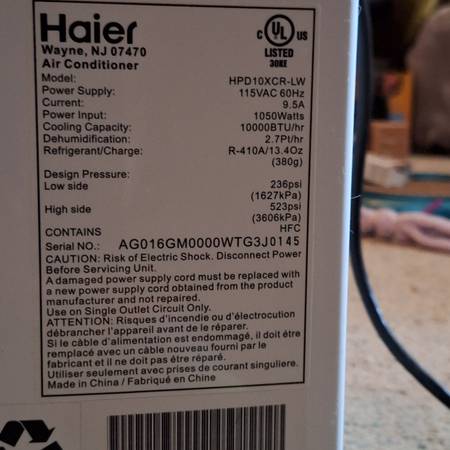 Haier
Wayne, NJ 07470
Air Conditioner
c UL US
LISTED
30KE
Model: HPD10XCR-LW
Power Supply: 115VAC 60Hz
Current: 9.5A
Power Input: 1050Watts
Cooling Capacity: 10000BTU/hr
Dehumidification: 2.7Pt/hr
Refrigerant/Charge: R-410A/13.4Oz
(380g)
Design Pressure:
Low side 236psi
(1627kPa)
High side 523psi
(3606kPa)
CONTAINS HFC
Serial NO.: AG016GM0000WTG3J0145
CAUTION: Risk of Electric Shock. Disconnect Power
Before Servicing Unit.
A damaged power supply cord must be replaced with
a new power supply cord obtained from the product
manufacturer and not repaired.
Use on Single Outlet Circuit Only.
ATTENTION: Risques d'incendie ou d'électrocution
débrancher l'appareil avant de le réparer.
Si le câble d'alimentation est endommagé, il doit être
remplacé avec un câble nouveau fourni par le
fabricant et il ne doit pas être réparé.
Utiliser seulement avec prises de courant singuliere.
Made in China / Fabriqué en Chine